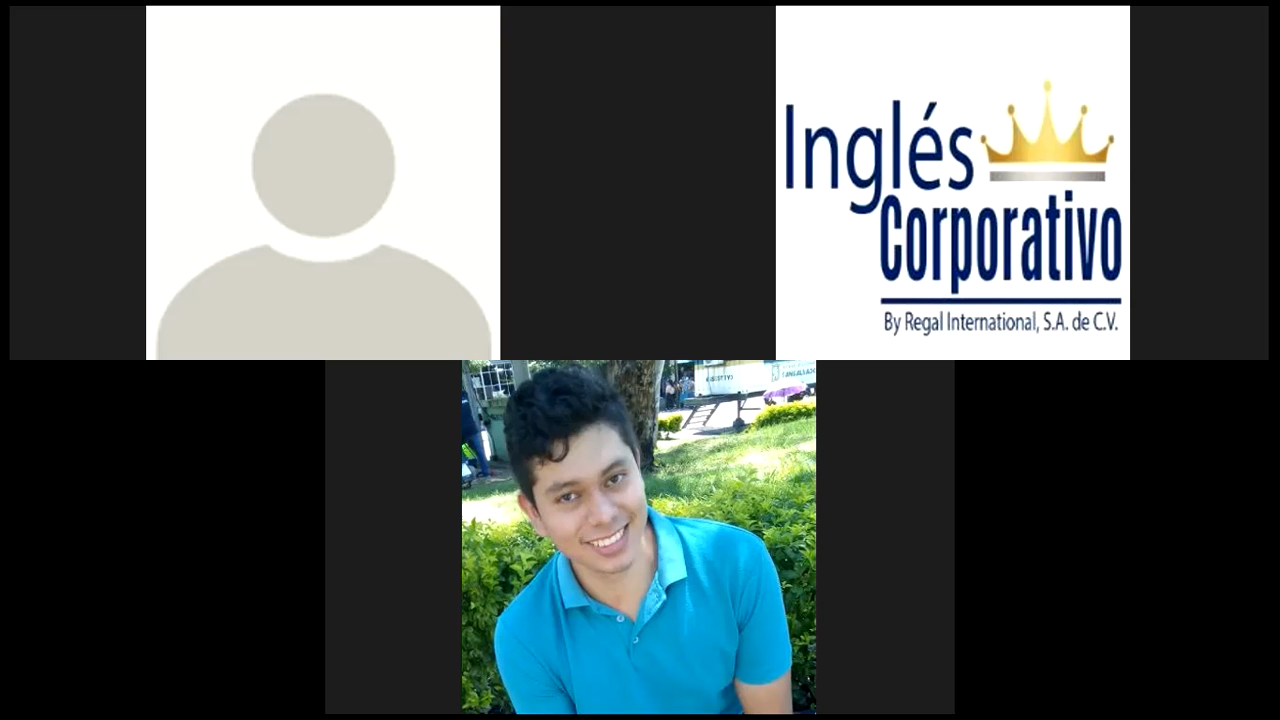 Inglés
Corporativo
By Regal International, S.A. de C.V.